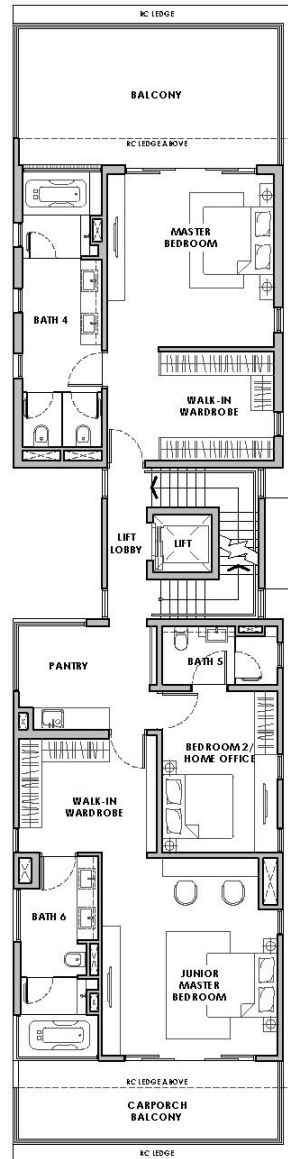 RC LEDGE
BALCONY
RC LEDGE ABOVE
MASTER
BEDROOM
BATH 4
WALK-IN
WARDROBE
LIFT
LOBBY
LIFT
PANTRY
BATH 5
BEDROOM 2/
HOME OFFICE
WALK-IN
WARDROBE
BATH 6
JUNIOR
MASTER
BEDROOM
RC LEDGE ABOVE
CARPORCH
BALCONY
RC LEDGE